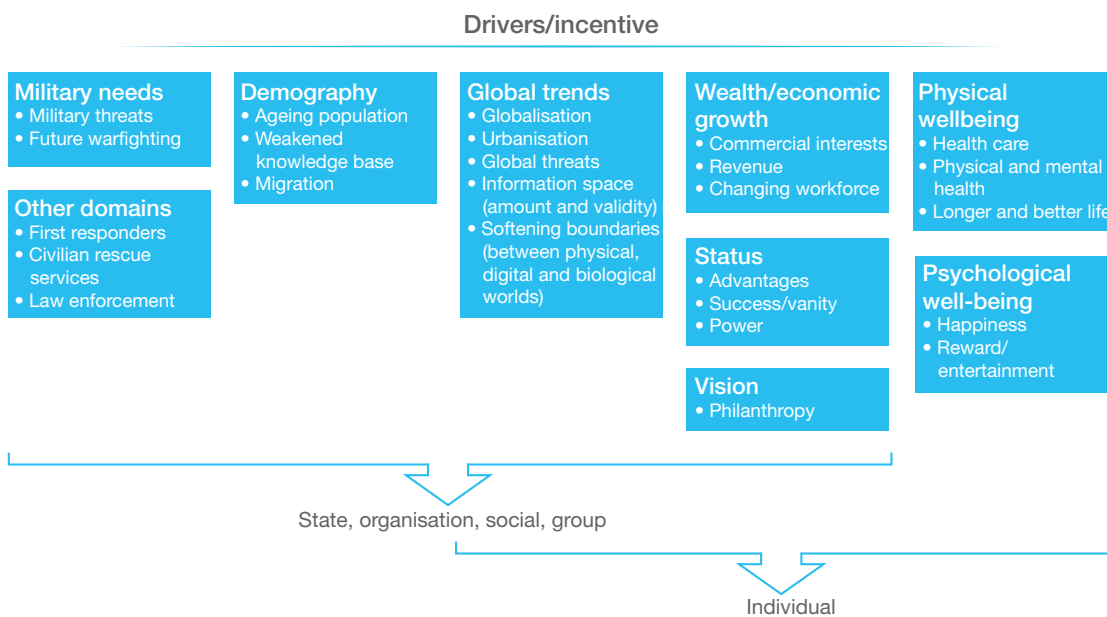 Drivers/incentive
Military needs
• Military threats
• Future warfighting
Other domains
• First responders
• Civilian rescue
services
• Law enforcement
Demography
• Ageing population
• Weakened
knowledge base
• Migration
Global trends
• Globalisation
• Urbanisation
• Global threats
• Information space
(amount and validity)
• Softening boundaries
(between physical,
digital and biological
worlds)
Wealth/economic
growth
• Commercial interests
• Revenue
• Changing workforce
Status
• Advantages
• Success/vanity
• Power
Vision
• Philanthropy
Physical
wellbeing
• Health care
• Physical and mental
health
• Longer and better life
Psychological
well-being
• Happiness
• Reward/
entertainment
State, organisation, social, group
Individual